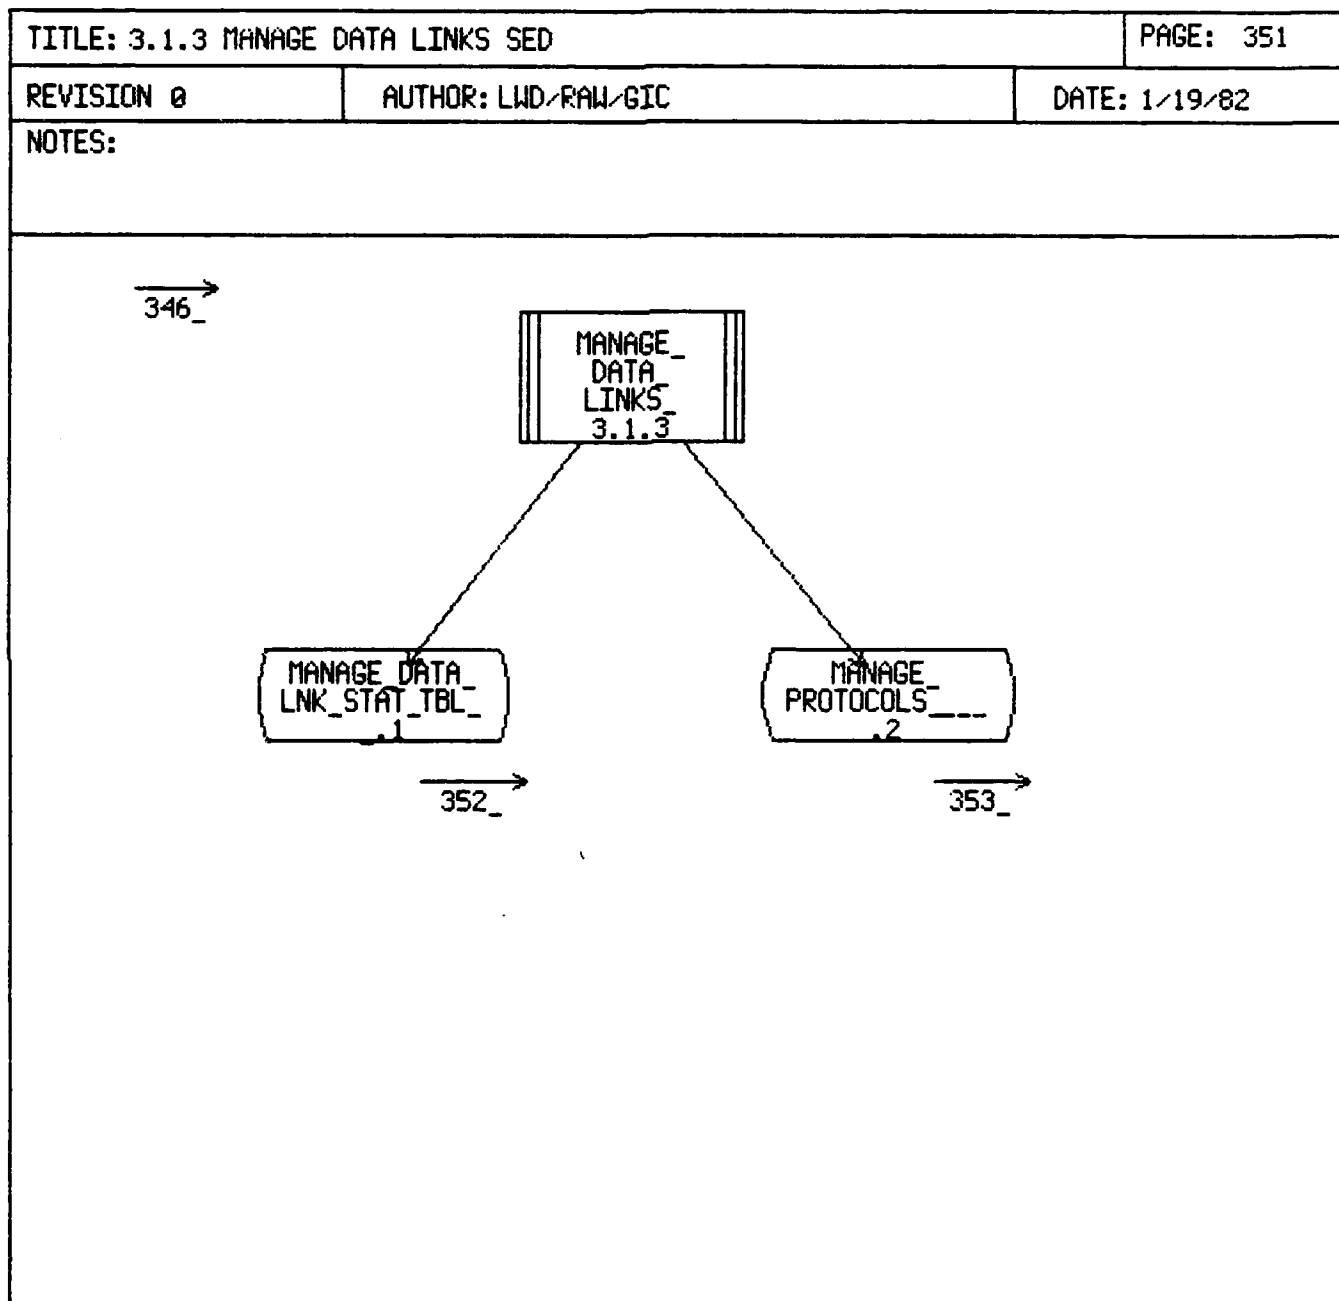 TITLE: 3.1.3 MANAGE DATA LINKS SED
PAGE: 351
REVISION 0
AUTHOR: LWD/RAW/GIC
DATE: 1/19/82
NOTES:
346_
MANAGE_
DATA_
LINKS_
3.1.3
MANAGE_DATA_
LNK_STAT_TBL_
_.1
MANAGE_
PROTOCOLS____
.2
352_
353_